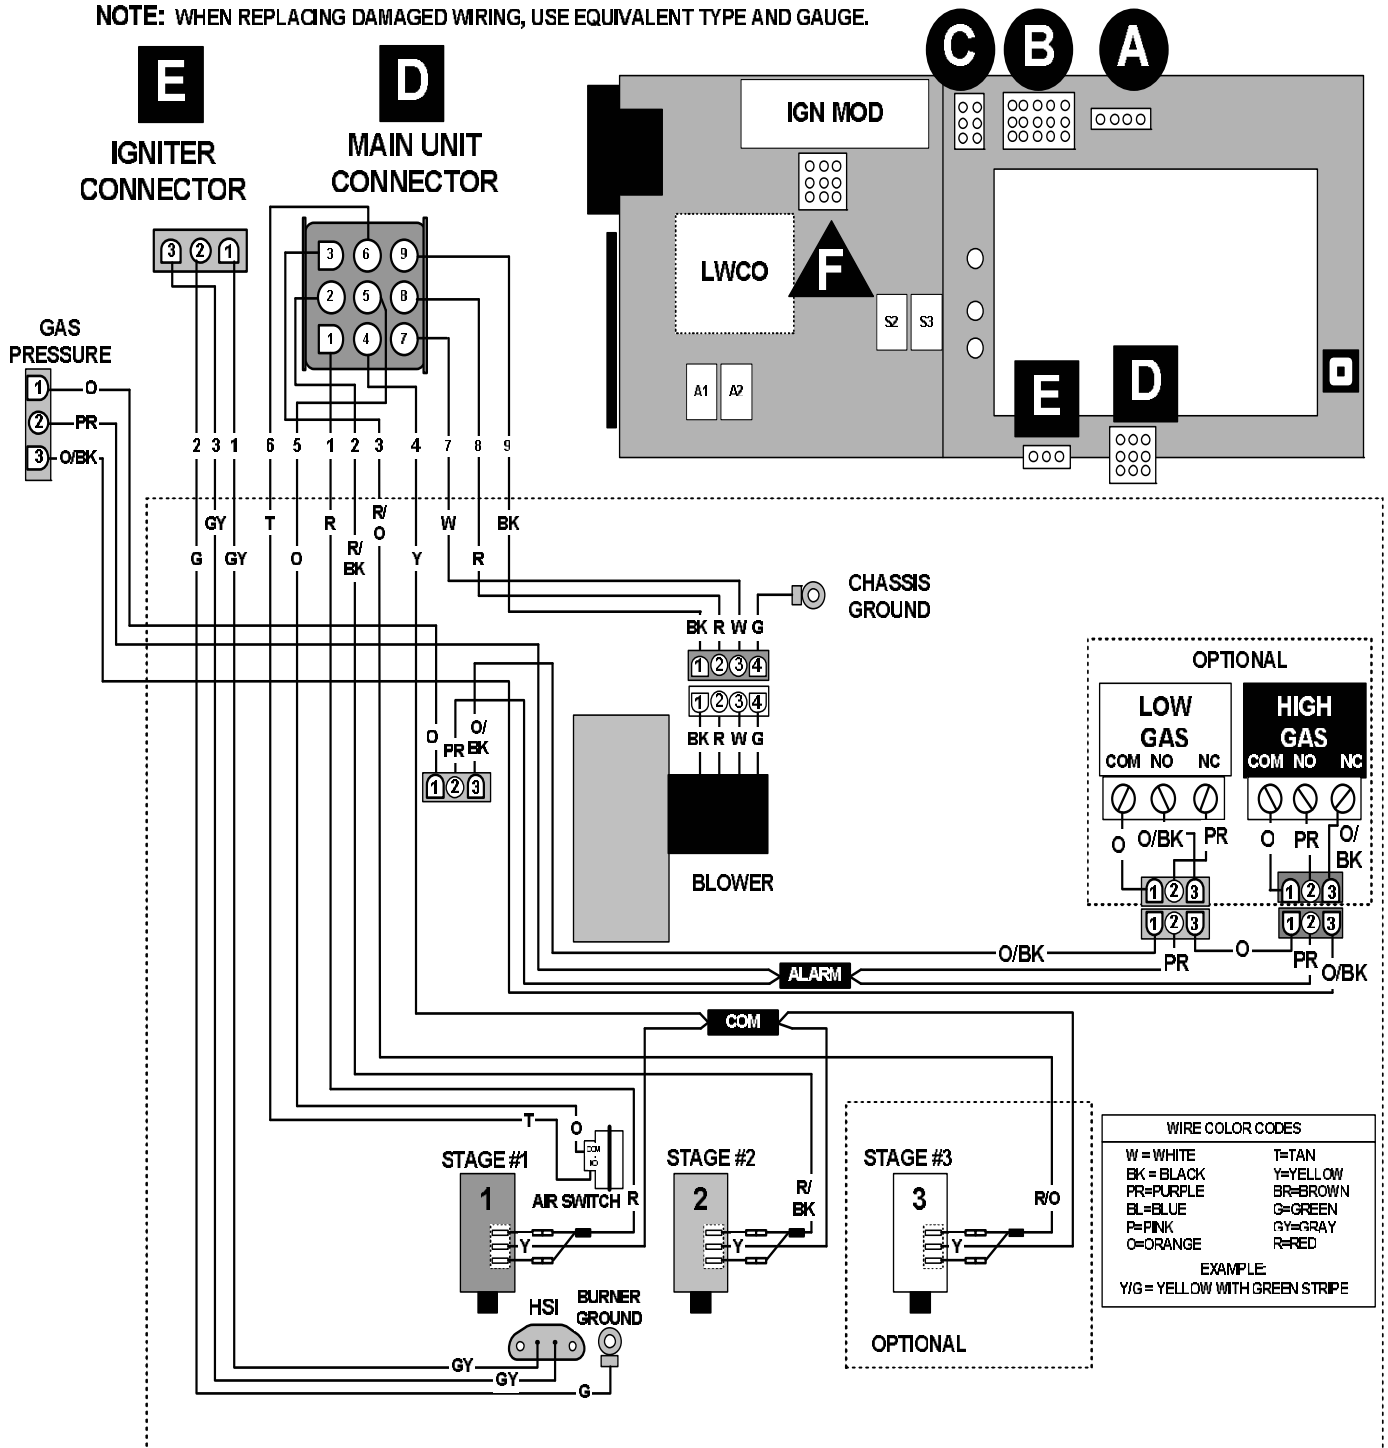 NOTE: WHEN REPLACING DAMAGED WIRING, USE EQUIVALENT TYPE AND GAUGE.
E
IGNITER
CONNECTOR
3 2 1
D
MAIN UNIT
CONNECTOR
3 6 9
2 5 8
1 4 7
C B A
IGN MOD
LWCO
F
S2 S3
A1 A2
E D
GAS
PRESSURE
1 O
2 PR
3 O/BK
2 3 1 6 5 1 2 3 4 7 8 9
GY T R R/
O W BK
G GY O R/
BK Y R
CHASSIS
GROUND
BK R W G
1 2 3 4
1 2 3 4
BK R W G
BLOWER
O PR O/
BK
1 2 3
OPTIONAL
LOW
GAS
COM NO NC
HIGH
GAS
COM NO NC
O O/BK PR
O PR O/
BK
1 2 3
1 2 3
1 2 3
1 2 3
O/BK PR O PR O/BK
ALARM
COM
T O
COM
NO
AIR SWITCH
STAGE #1
1
Y
R
STAGE #2
2
Y
R/
BK
STAGE #3
3
Y
R/O
OPTIONAL
HSI
BURNER
GROUND
GY
GY
G
WIRE COLOR CODES
W = WHITE T=TAN
BK = BLACK Y=YELLOW
PR=PURPLE BR=BROWN
BL=BLUE G=GREEN
P=PINK GY=GRAY
O=ORANGE R=RED
EXAMPLE:
Y/G = YELLOW WITH GREEN STRIPE